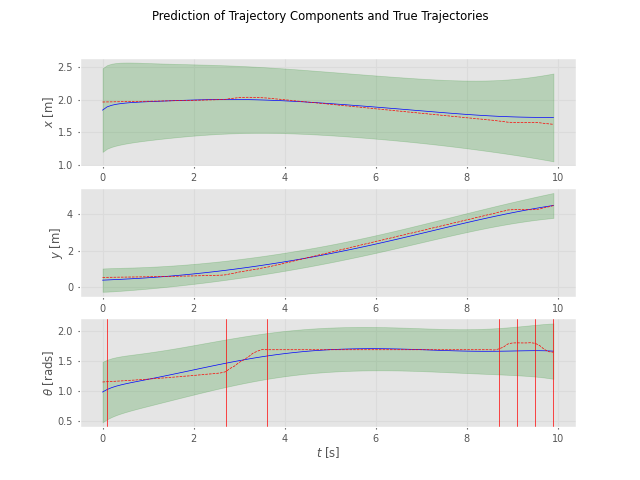 Prediction of Trajectory Components and True Trajectories
2.5
2.0
1.5
1.0
x [m]
0 2 4 6 8 10
4
2
0
y [m]
0 2 4 6 8 10
2.0
1.5
1.0
0.5
θ [rads]
0 2 4 6 8 10
t [s]